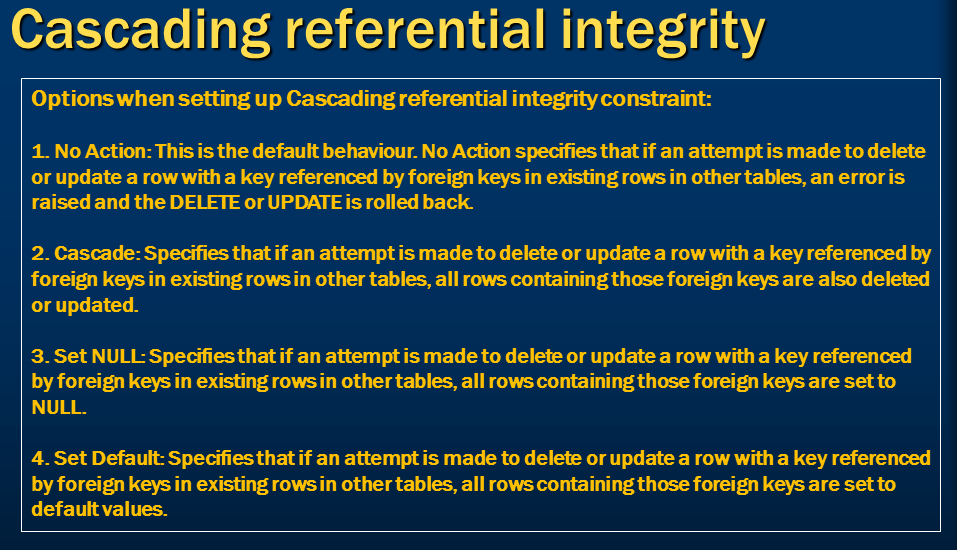 Cascading referential integrity
Options when setting up Cascading referential integrity constraint:
1. No Action: This is the default behaviour. No Action specifies that if an attempt is made to delete
or update a row with a key referenced by foreign keys in existing rows in other tables, an error is
raised and the DELETE or UPDATE is rolled back.
2. Cascade: Specifies that if an attempt is made to delete or update a row with a key referenced by
foreign keys in existing rows in other tables, all rows containing those foreign keys are also deleted
or updated.
3. Set NULL: Specifies that if an attempt is made to delete or update a row with a key referenced
by foreign keys in existing rows in other tables, all rows containing those foreign keys are set to
NULL.
4. Set Default: Specifies that if an attempt is made to delete or update a row with a key referenced
by foreign keys in existing rows in other tables, all rows containing those foreign keys are set to
default values.